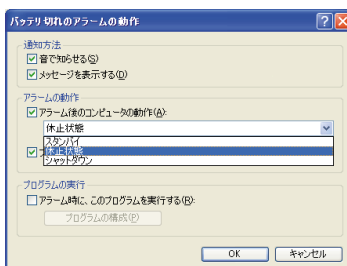 バッテリ切れのアラームの動作
通知方法
音で知らせる(S)
メッセージを表示する(D)
アラームの動作
アラーム後のコンピュータの動作(A):
休止状態
スタンバイ
休止状態
シャットダウン
プログラムの実行
アラーム時に、このプログラムを実行する(R):
プログラムの構成(P)
OK
キャンセル